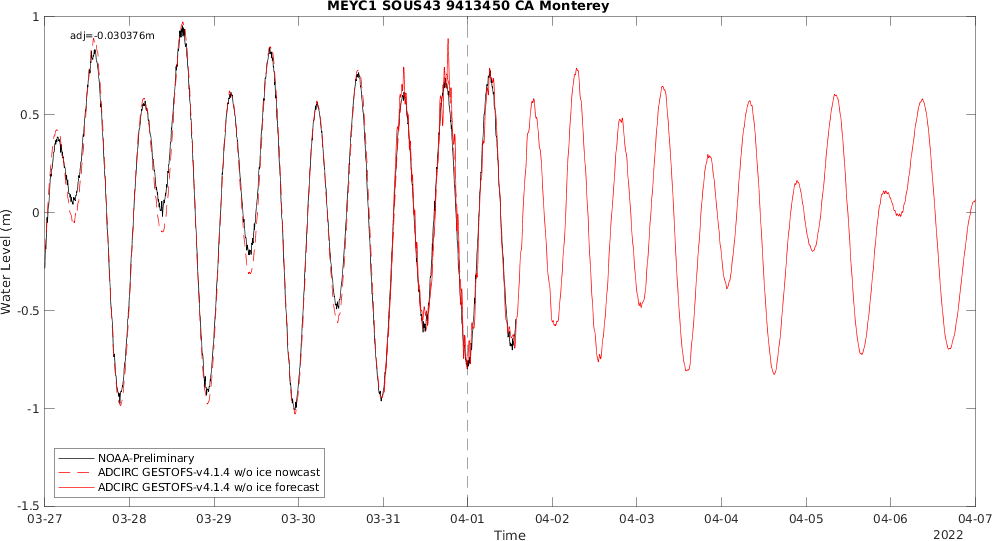 MEYC1 SOUS43 9413450 CA Monterey
adj=-0.030376m
Water Level (m)
1
0.5
0
-0.5
-1
-1.5
NOAA-Preliminary
ADCIRC GESTOFS-v4.1.4 w/o ice nowcast
ADCIRC GESTOFS-v4.1.4 w/o ice forecast
03-27 03-28 03-29 03-30 03-31 04-01 04-02 04-03 04-04 04-05 04-06 04-07
Time
2022